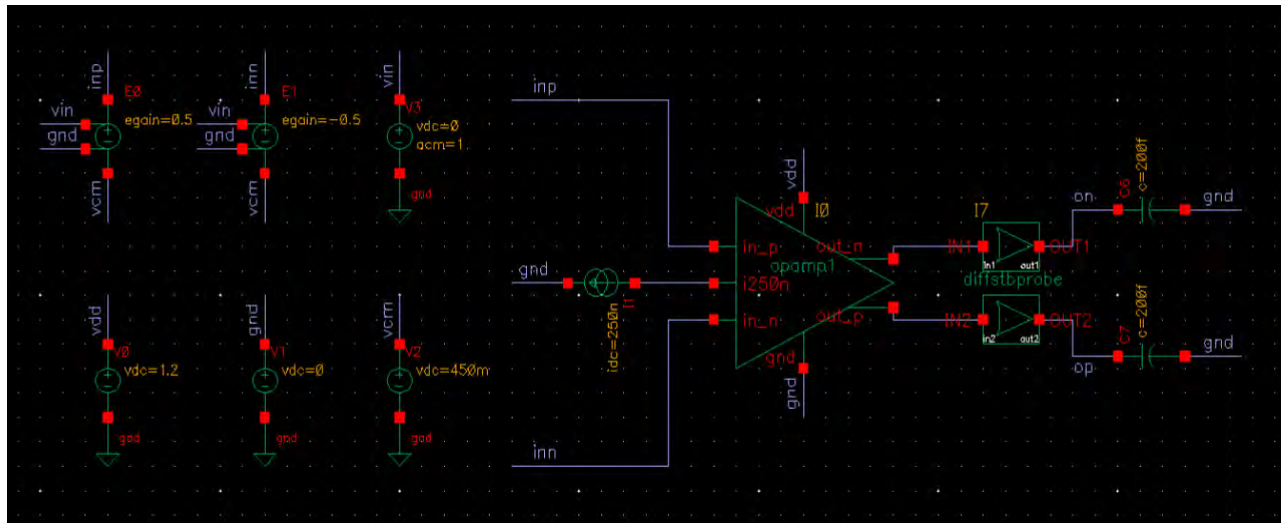 inp
E0
vin
egain=0.5
gnd
vcm
inn
E1
vin
egain=-0.5
gnd
vcm
vin
V3
vdc=0
acm=1
gnd
inp
vdd
vdd
I0
in_p
out_n
opamp1
gnd
i250n
I1
idc=250n
in_n
out_p
gnd
gnd
inn
I7
IN1
in1
out1
OUT1
diffstbprobe
IN2
in2
out2
OUT2
on
C6
c=200f
gnd
op
C7
c=200f
gnd
vdd
V0
vdc=1.2
gnd
gnd
V1
vdc=0
gnd
vcm
V2
vdc=450m
gnd